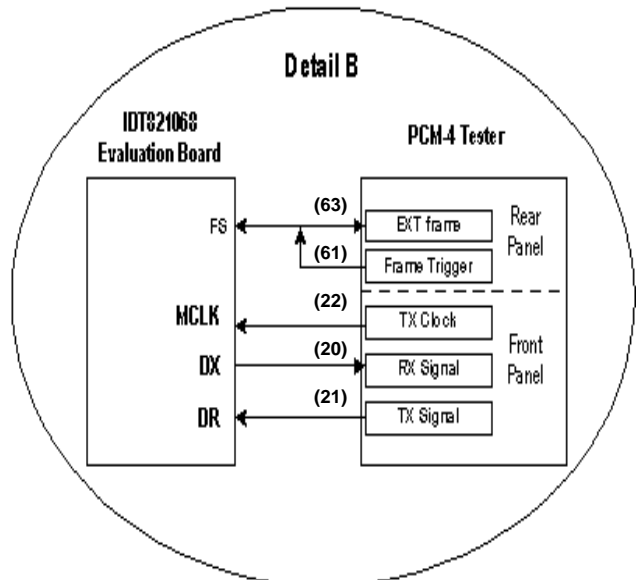 Detail B
IDT821068
Evaluation Board
PCM-4 Tester
FS
(63)
EXT frame
Rear
Panel
(61)
Frame Trigger
MCLK
(22)
TX Clock
DX
(20)
RX Signal
Front
Panel
DR
(21)
TX Signal